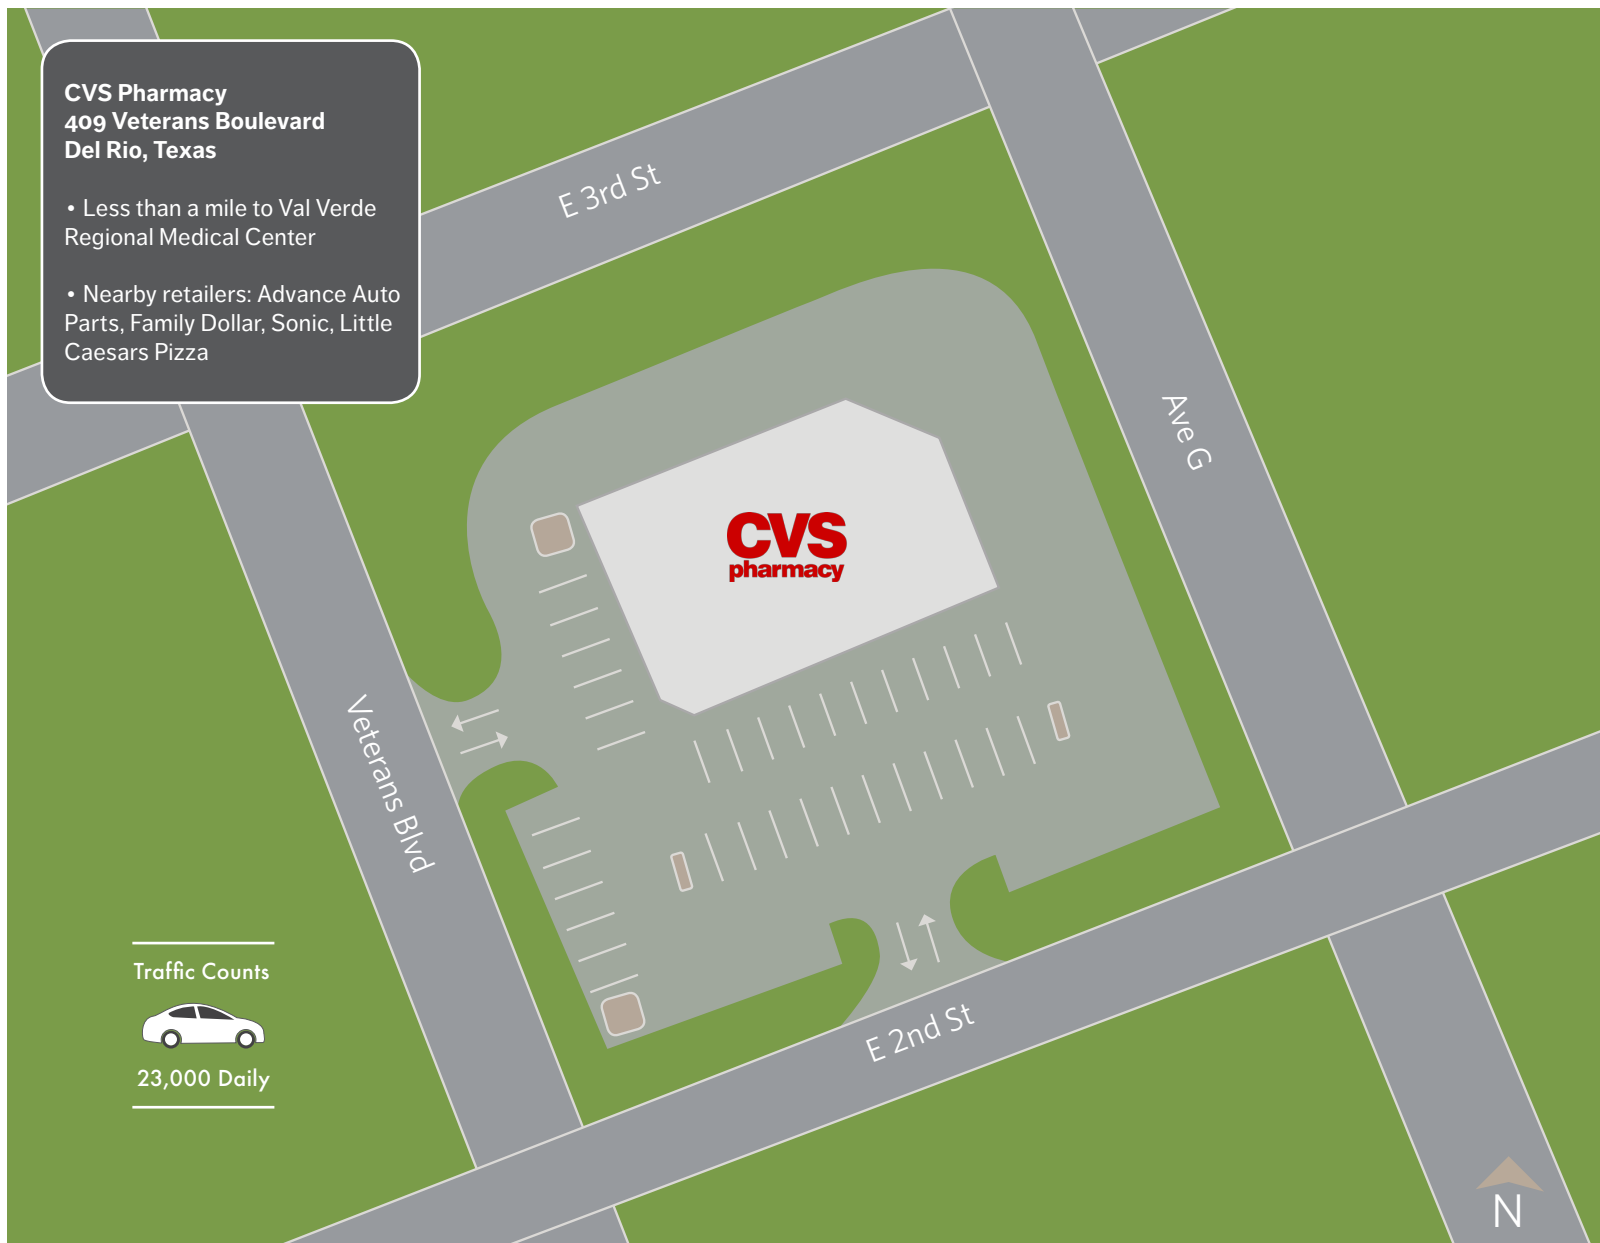 CVS Pharmacy
409 Veterans Boulevard
Del Rio, Texas
• Less than a mile to Val Verde
Regional Medical Center
• Nearby retailers: Advance Auto
Parts, Family Dollar, Sonic, Little
Caesars Pizza
E 3rd St
Ave G
CVS
pharmacy
Veterans Blvd
E 2nd St
Traffic Counts
23,000 Daily
N